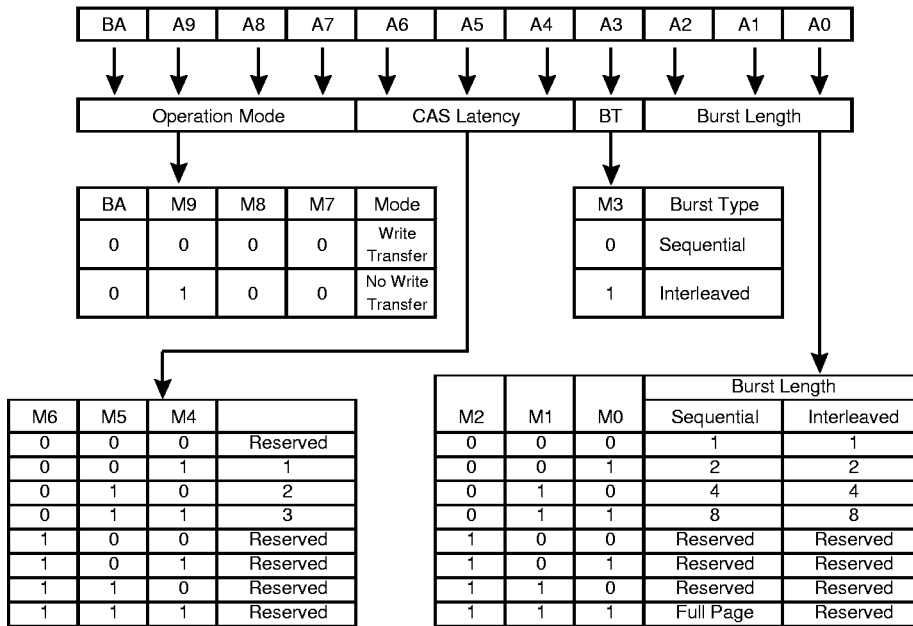 BA A9 A8 A7 A6 A5 A4 A3 A2 A1 A0
Operation Mode CAS Latency BT Burst Length
BA M9 M8 M7 Mode
0 0 0 0 Write Transfer
0 1 0 0 No Write Transfer
M3 Burst Type
0 Sequential
1 Interleaved
M6 M5 M4
0 0 0 Reserved
0 0 1 1
0 1 0 2
0 1 1 3
1 0 0 Reserved
1 0 1 Reserved
1 1 0 Reserved
1 1 1 Reserved
Burst Length
M2 M1 M0 Sequential Interleaved
0 0 0 1 1
0 0 1 2 2
0 1 0 4 4
0 1 1 8 8
1 0 0 Reserved Reserved
1 0 1 Reserved Reserved
1 1 0 Reserved Reserved
1 1 1 Full Page Reserved